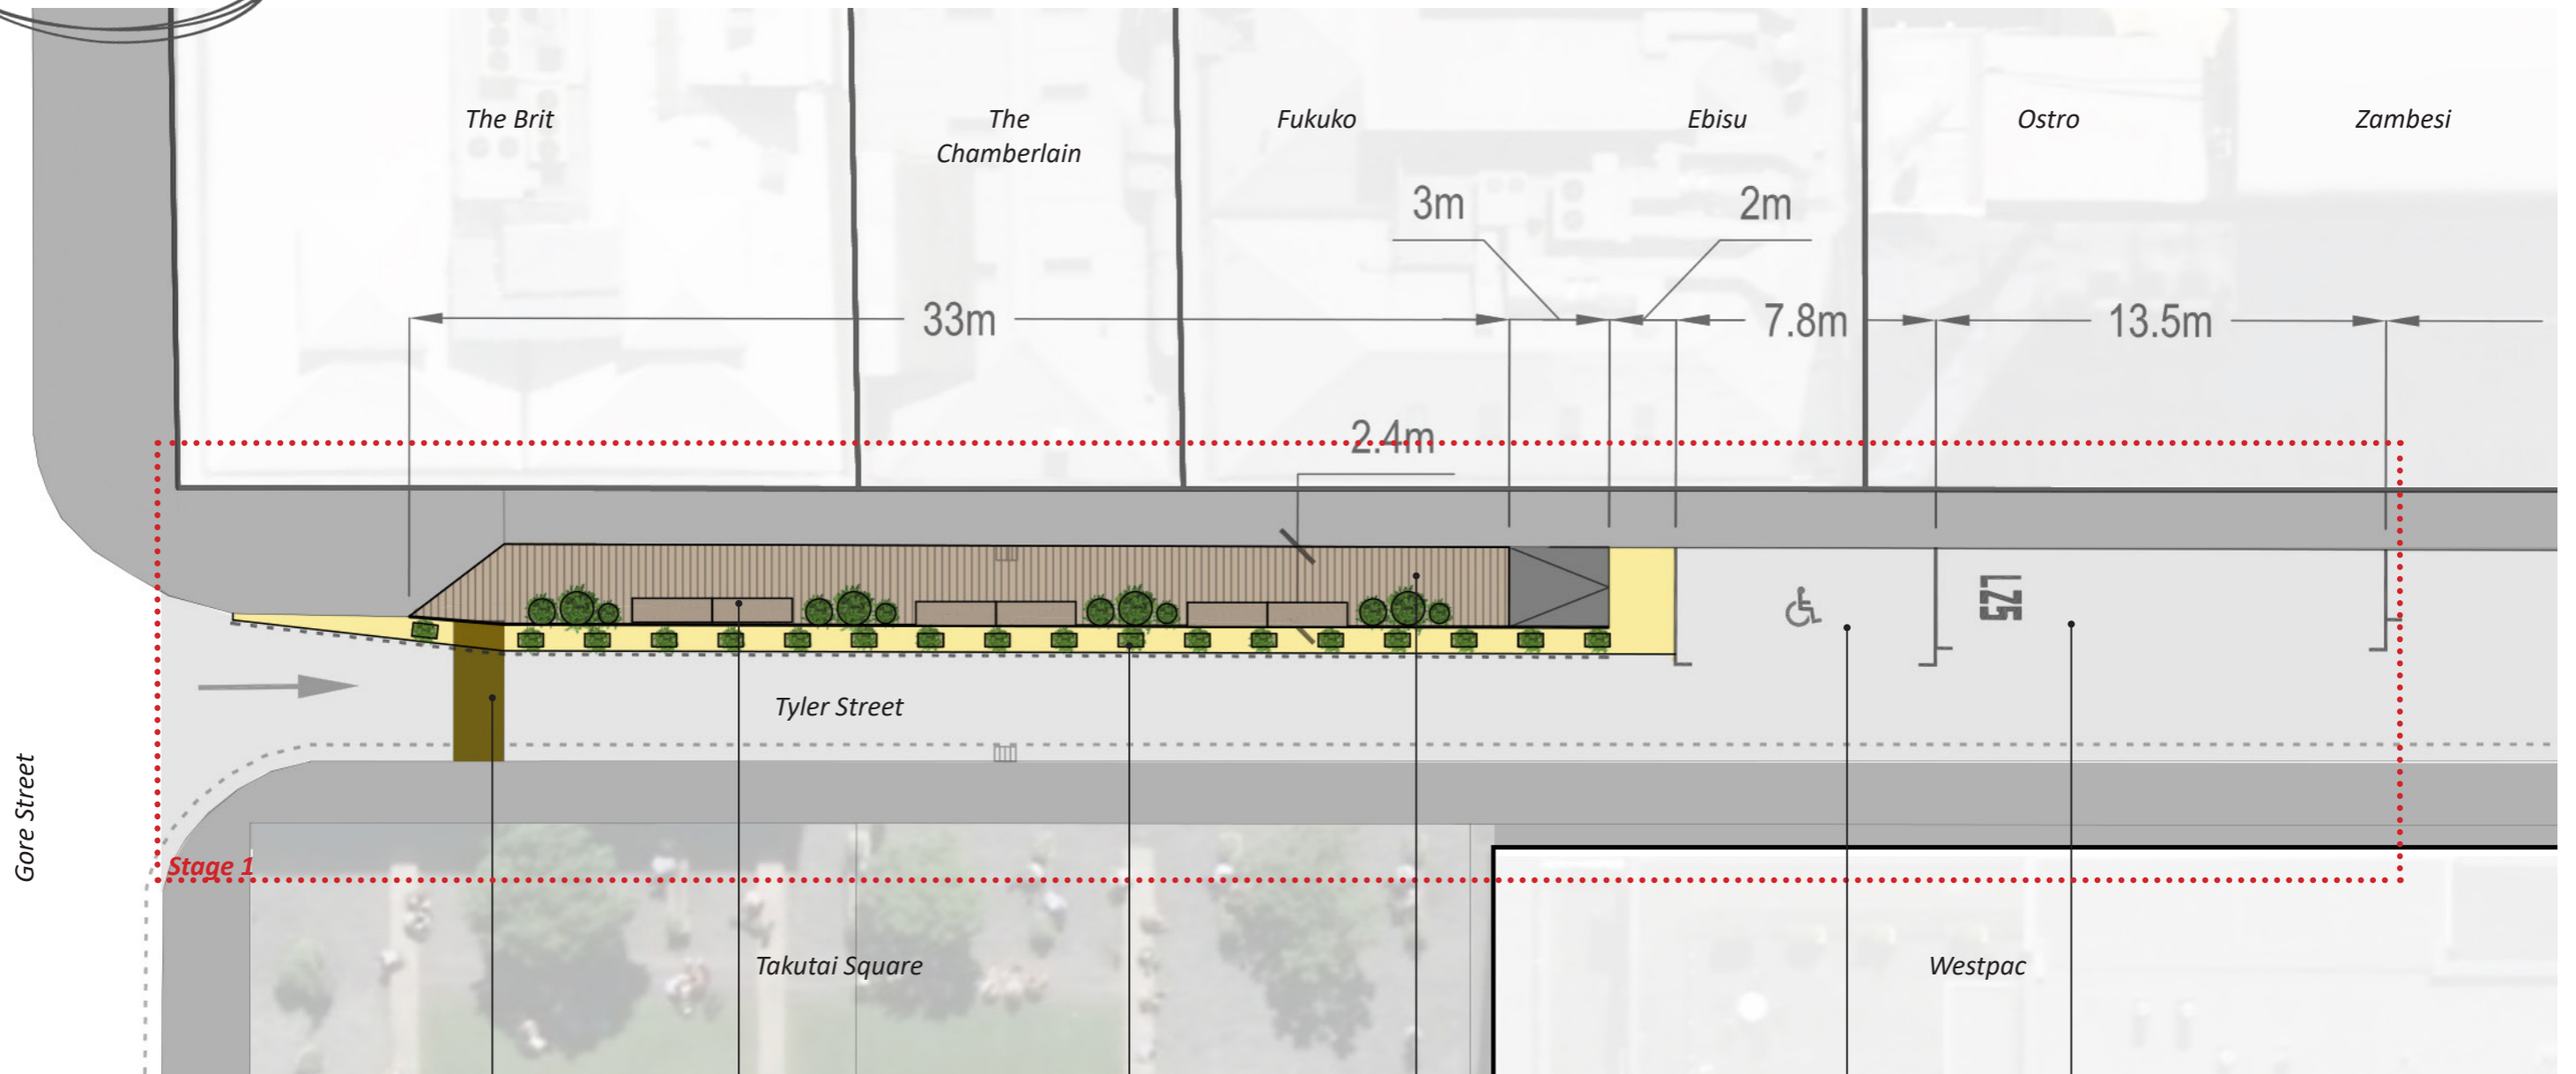 The Brit
The
Chamberlain
Fukuko
Ebisu
Ostro
Zambesi
3m
2m
33m
7.8m
13.5m
2.4m
LZ5
Tyler Street
Gore Street
Stage 1
Takutai Square
Westpac